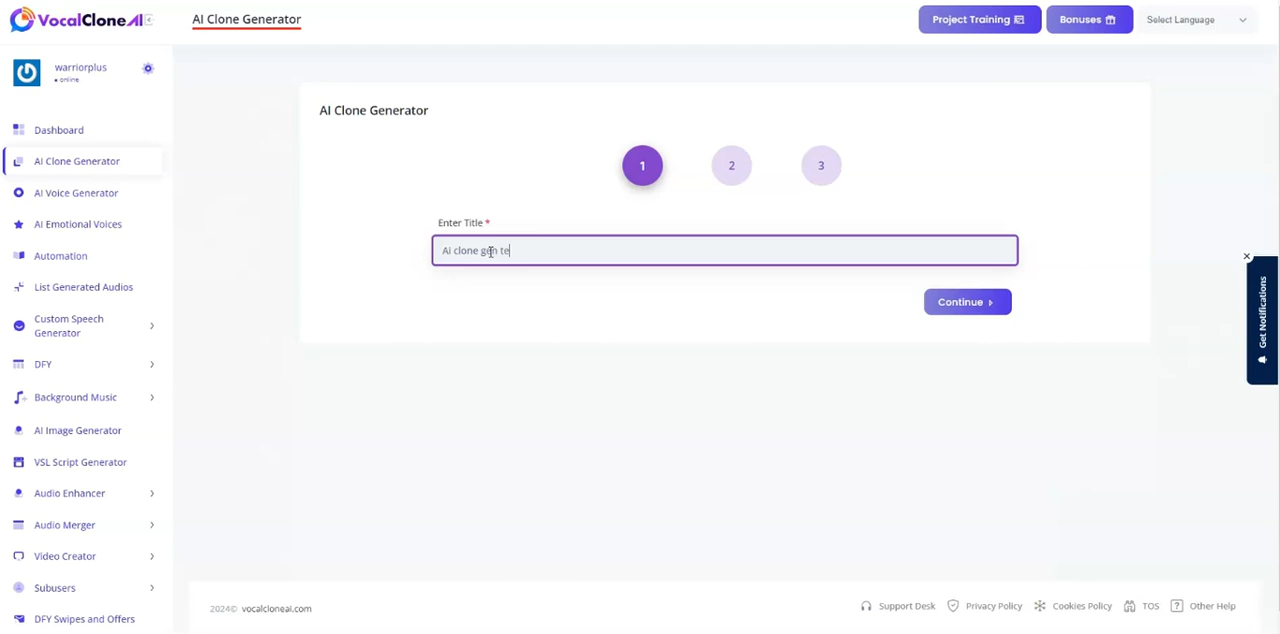 VocalCloneAI
AI Clone Generator
Project Training
Bonuses
Select Language
warriorplus
online
Dashboard
AI Clone Generator
AI Voice Generator
AI Emotional Voices
Automation
List Generated Audios
Custom Speech
Generator
DFY
Background Music
AI Image Generator
VSL Script Generator
Audio Enhancer
Audio Merger
Video Creator
Subusers
DFY Swipes and Offers
AI Clone Generator
1
2
3
Enter Title *
Ai clone gen te
Continue
Get Notifications
2024© vocalcloneai.com
Support Desk
Privacy Policy
Cookies Policy
TOS
Other Help